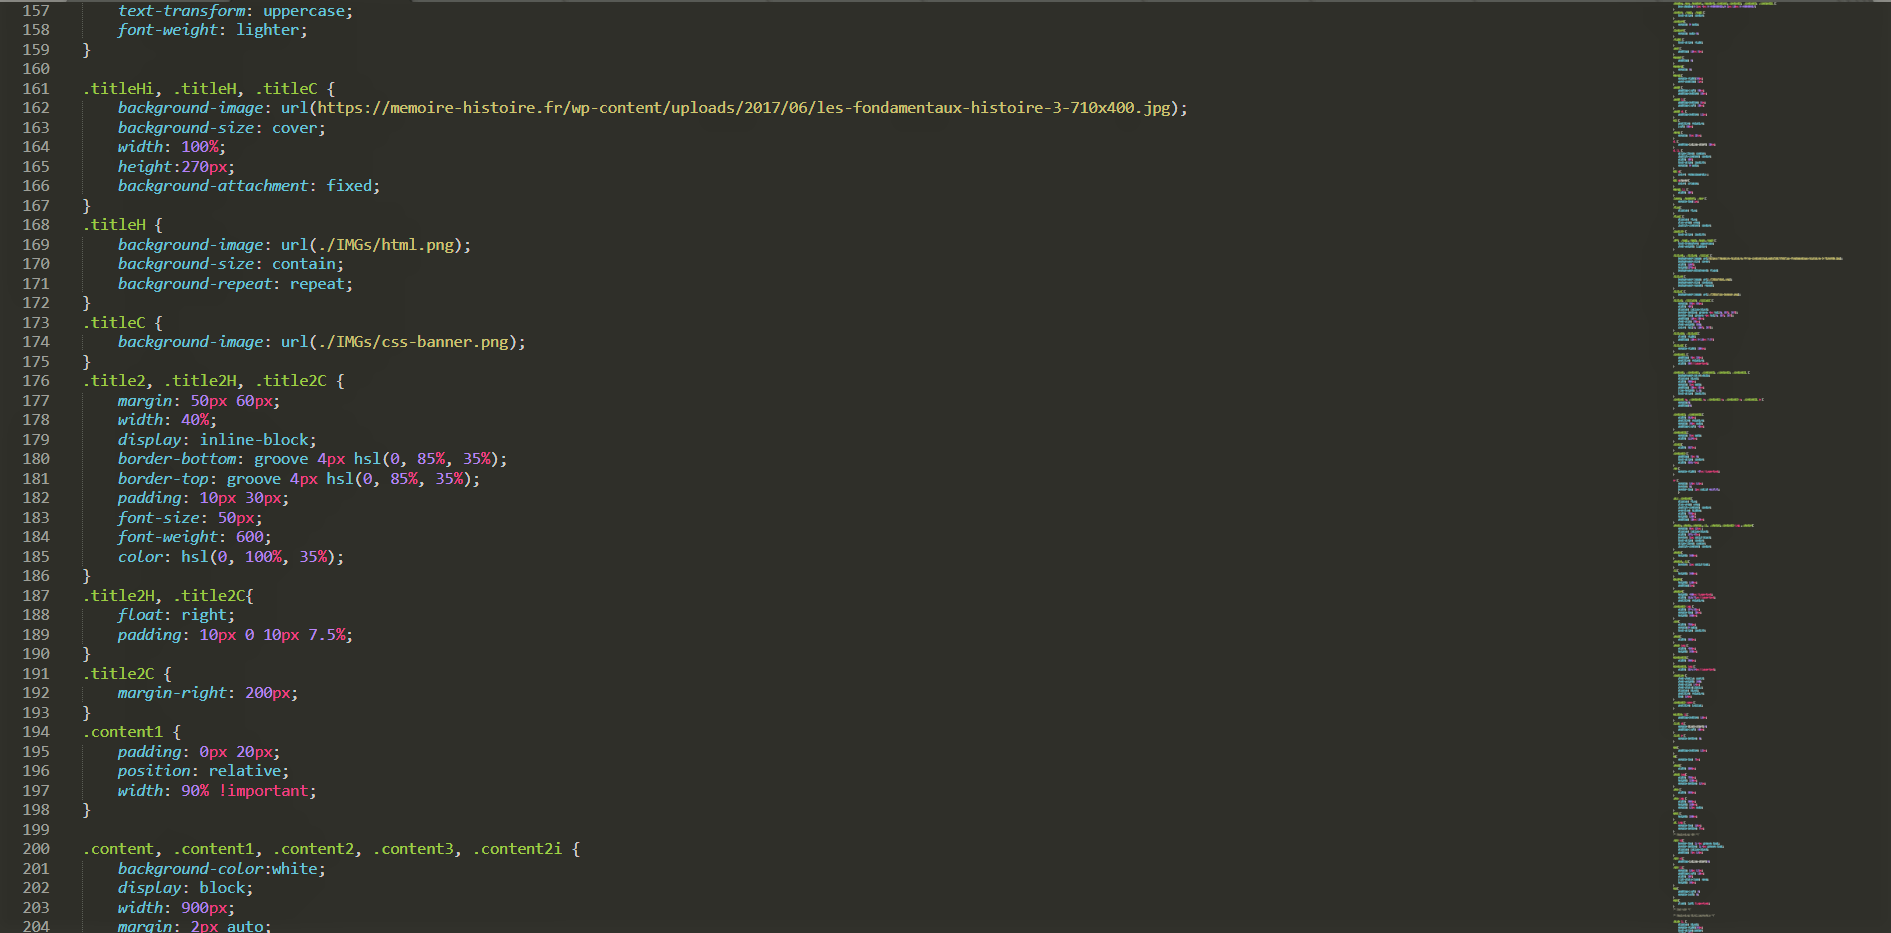 157 text-transform: uppercase;
158 font-weight: lighter;
159 }
160
161 .titleHi, .titleH, .titleC {
162 background-image: url(https://memoire-histoire.fr/wp-content/uploads/2017/06/les-fondamentaux-histoire-3-710x400.jpg);
163 background-size: cover;
164 width: 100%;
165 height:270px;
166 background-attachment: fixed;
167 }
168 .titleH {
169 background-image: url(./IMGs/html.png);
170 background-size: contain;
171 background-repeat: repeat;
172 }
173 .titleC {
174 background-image: url(./IMGs/css-banner.png);
175 }
176 .title2, .title2H, .title2C {
177 margin: 50px 60px;
178 width: 40%;
179 display: inline-block;
180 border-bottom: groove 4px hsl(0, 85%, 35%);
181 border-top: groove 4px hsl(0, 85%, 35%);
182 padding: 10px 30px;
183 font-size: 50px;
184 font-weight: 600;
185 color: hsl(0, 100%, 35%);
186 }
187 .title2H, .title2C{
188 float: right;
189 padding: 10px 0 10px 7.5%;
190 }
191 .title2C {
192 margin-right: 200px;
193 }
194 .content1 {
195 padding: 0px 20px;
196 position: relative;
197 width: 90% !important;
198 }
199
200 .content, .content1, .content2, .content3, .content2i {
201 background-color:white;
202 display: block;
203 width: 900px;
204 margin: 2px auto;